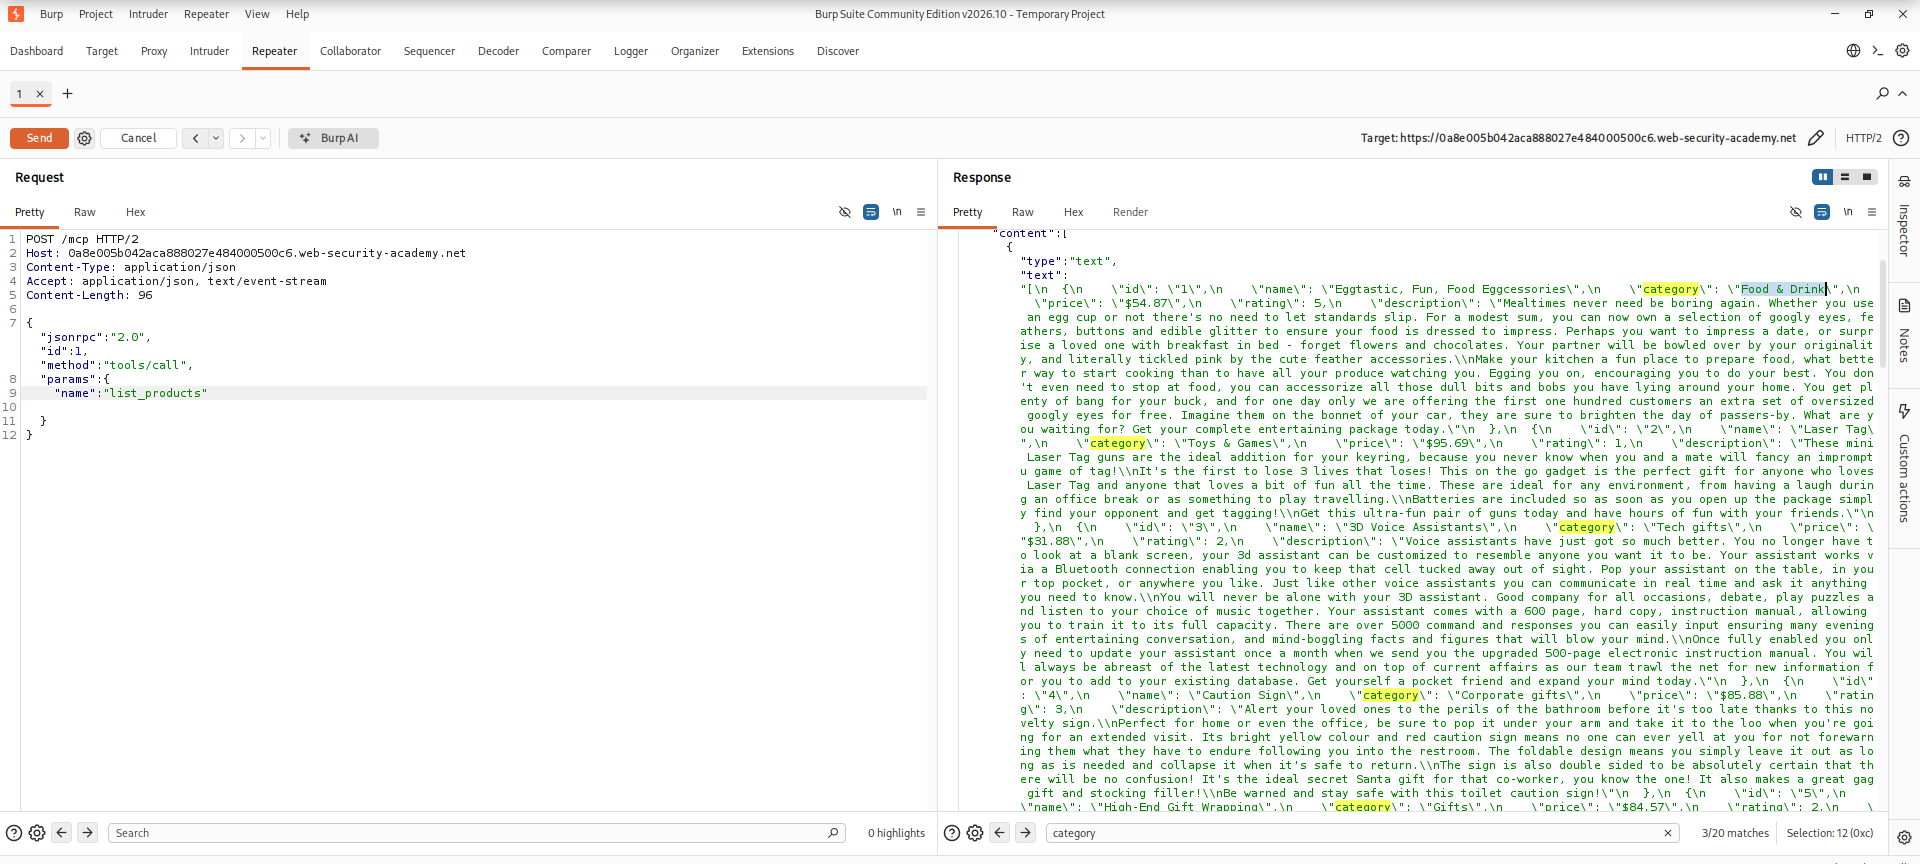 Burp Project Intruder Repeater View Help
Burp Suite Community Edition v2026.10 - Temporary Project
Dashboard Target Proxy Intruder Repeater Collaborator Sequencer Decoder Comparer Logger Organizer Extensions Discover
1
Send Cancel Burp AI
Target: https://0a8e005b042aca888027e484000500c6.web-security-academy.net HTTP/2
Request
Pretty Raw Hex \n
1 POST /mcp HTTP/2
2 Host: 0a8e005b042aca888027e484000500c6.web-security-academy.net
3 Content-Type: application/json
4 Accept: application/json, text/event-stream
5 Content-Length: 96
6
7 {
"jsonrpc":"2.0",
"id":1,
"method":"tools/call",
8 "params":{
9 "name":"list_products"
10
11 }
12 }
Search
0 highlights
Response
Pretty Raw Hex Render \n
"content":[
{
"type":"text",
"text":
"[\n  {\n    \"id\": \"1\",\n    \"name\": \"Eggtastic, Fun, Food Eggcessories\",\n    \"category\": \"Food & Drink\",\n
\"price\": \"$54.87\",\n    \"rating\": 5,\n    \"description\": \"Mealtimes never need be boring again. Whether you use
an egg cup or not there's no need to let standards slip. For a modest sum, you can now own a selection of googly eyes, fe
athers, buttons and edible glitter to ensure your food is dressed to impress. Perhaps you want to impress a date, or surpr
ise a loved one with breakfast in bed - forget flowers and chocolates. Your partner will be bowled over by your originalit
y, and literally tickled pink by the cute feather accessories.\\nMake your kitchen a fun place to prepare food, what bette
r way to start cooking than to have all your produce watching you. Egging you on, encouraging you to do your best. You don
't even need to stop at food, you can accessorize all those dull bits and bobs you have lying around your home. You get pl
enty of bang for your buck, and for one day only we are offering the first one hundred customers an extra set of oversized
googly eyes for free. Imagine them on the bonnet of your car, they are sure to brighten the day of passers-by. What are y
ou waiting for? Get your complete entertaining package today.\"\n  },\n  {\n    \"id\": \"2\",\n    \"name\": \"Laser Tag\
",\n    \"category\": \"Toys & Games\",\n    \"price\": \"$95.69\",\n    \"rating\": 1,\n    \"description\": \"These mini
Laser Tag guns are the ideal addition for your keyring, because you never know when you and a mate will fancy an imprompt
u game of tag!\\nIt's the first to lose 3 lives that loses! This on the go gadget is the perfect gift for anyone who loves
Laser Tag and anyone that loves a bit of fun all the time. These are ideal for any environment, from having a laugh durin
g an office break or as something to play travelling.\\nBatteries are included so as soon as you open up the package simpl
y find your opponent and get tagging!\\nGet this ultra-fun pair of guns today and have hours of fun with your friends.\"\n
},\n  {\n    \"id\": \"3\",\n    \"name\": \"3D Voice Assistants\",\n    \"category\": \"Tech gifts\",\n    \"price\": \
"$31.88\",\n    \"rating\": 2,\n    \"description\": \"Voice assistants have just got so much better. You no longer have t
o look at a blank screen, your 3d assistant can be customized to resemble anyone you want it to be. Your assistant works v
ia a Bluetooth connection enabling you to keep that cell tucked away out of sight. Pop your assistant on the table, in you
r top pocket, or anywhere you like. Just like other voice assistants you can communicate in real time and ask it anything
you need to know.\\nYou will never be alone with your 3D assistant. Good company for all occasions, debate, play puzzles a
nd listen to your choice of music together. Your assistant comes with a 600 page, hard copy, instruction manual, allowing
you to train it to its full capacity. There are over 5000 command and responses you can easily input ensuring many evening
s of entertaining conversation, and mind-boggling facts and figures that will blow your mind.\\nOnce fully enabled you onl
y need to update your assistant once a month when we send you the upgraded 500-page electronic instruction manual. You wil
l always be abreast of the latest technology and on top of current affairs as our team trawl the net for new information f
or you to add to your existing database. Get yourself a pocket friend and expand your mind today.\"\n  },\n  {\n    \"id\"
: \"4\",\n    \"name\": \"Caution Sign\",\n    \"category\": \"Corporate gifts\",\n    \"price\": \"$85.88\",\n    \"ratin
g\": 3,\n    \"description\": \"Alert your loved ones to the perils of the bathroom before it's too late thanks to this no
velty sign.\\nPerfect for home or even the office, be sure to pop it under your arm and take it to the loo when you're goi
ng for an extended visit. Its bright yellow colour and red caution sign means no one can ever yell at you for not forewarn
ing them what they have to endure following you into the restroom. The foldable design means you simply leave it out as lo
ng as is needed and collapse it when it's safe to return.\\nThe sign is also double sided to be absolutely certain that th
ere will be no confusion! It's the ideal secret Santa gift for that co-worker, you know the one! It also makes a great gag
gift and stocking filler!\\nBe warned and stay safe with this toilet caution sign!\"\n  },\n  {\n    \"id\": \"5\",\n
\"name\": \"High-End Gift Wrapping\",\n    \"category\": \"Gifts\",\n    \"price\": \"$84.57\",\n    \"rating\": 2,\n    \
category
3/20 matches
Selection: 12 (0xc)
Inspector
Notes
Custom actions